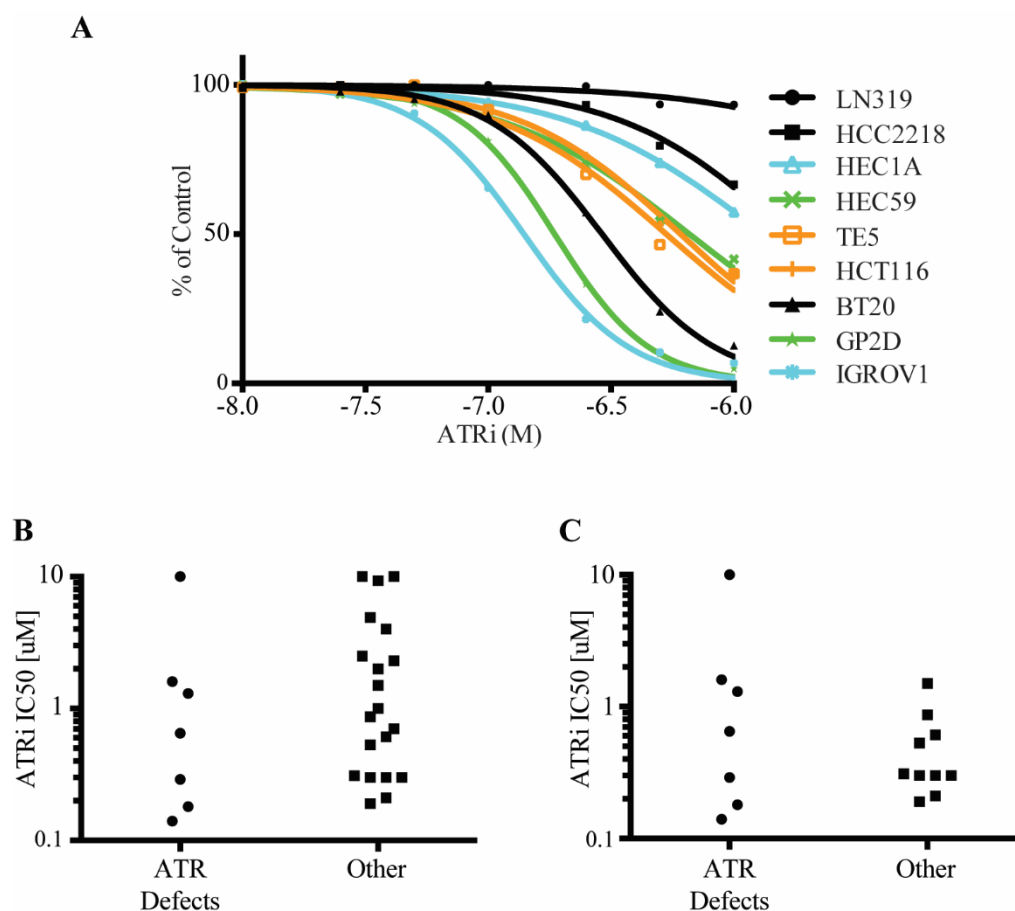 A
% of Control
100
50
0
-8.0 -7.5 -7.0 -6.5 -6.0
ATRi (M)
LN319
HCC2218
HEC1A
HEC59
TE5
HCT116
BT20
GP2D
IGROV1
B
ATRi IC50 [uM]
10
1
0.1
ATR Defects
Other
C
ATRi IC50 [uM]
10
1
0.1
ATR Defects
Other